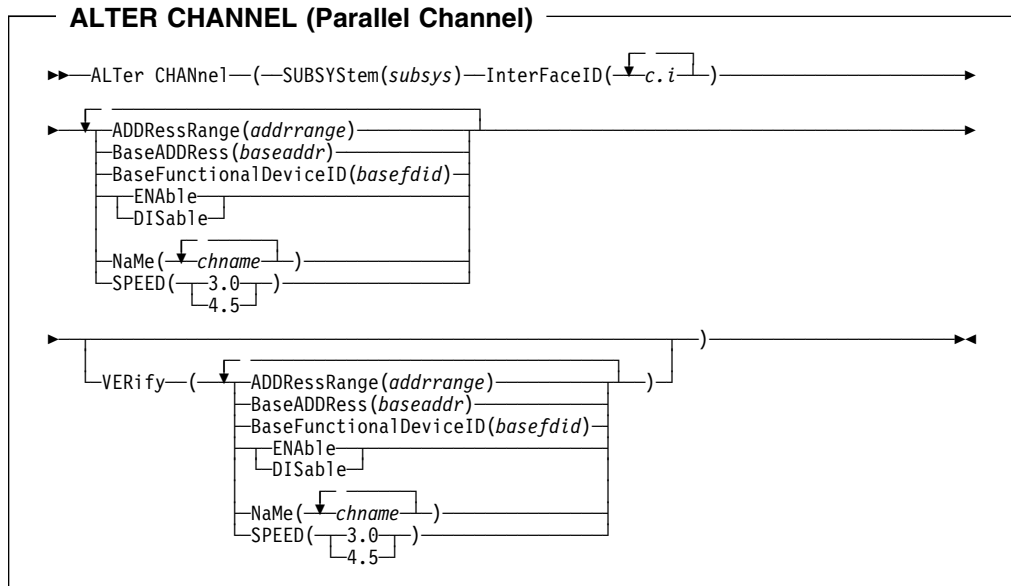 ALTER CHANNEL (Parallel Channel)
ALTer CHANnel ( SUBSYStem(subsys) InterFaceID( c.i )
ADDRessRange(addrrange)
BaseADDRess(baseaddr)
BaseFunctionalDeviceID(basefdid)
ENAble
DISable
NaMe( chname )
SPEED( 3.0 )
4.5
)
VERify ( ADDRessRange(addrrange) )
BaseADDRess(baseaddr)
BaseFunctionalDeviceID(basefdid)
ENAble
DISable
NaMe( chname )
SPEED( 3.0 )
4.5